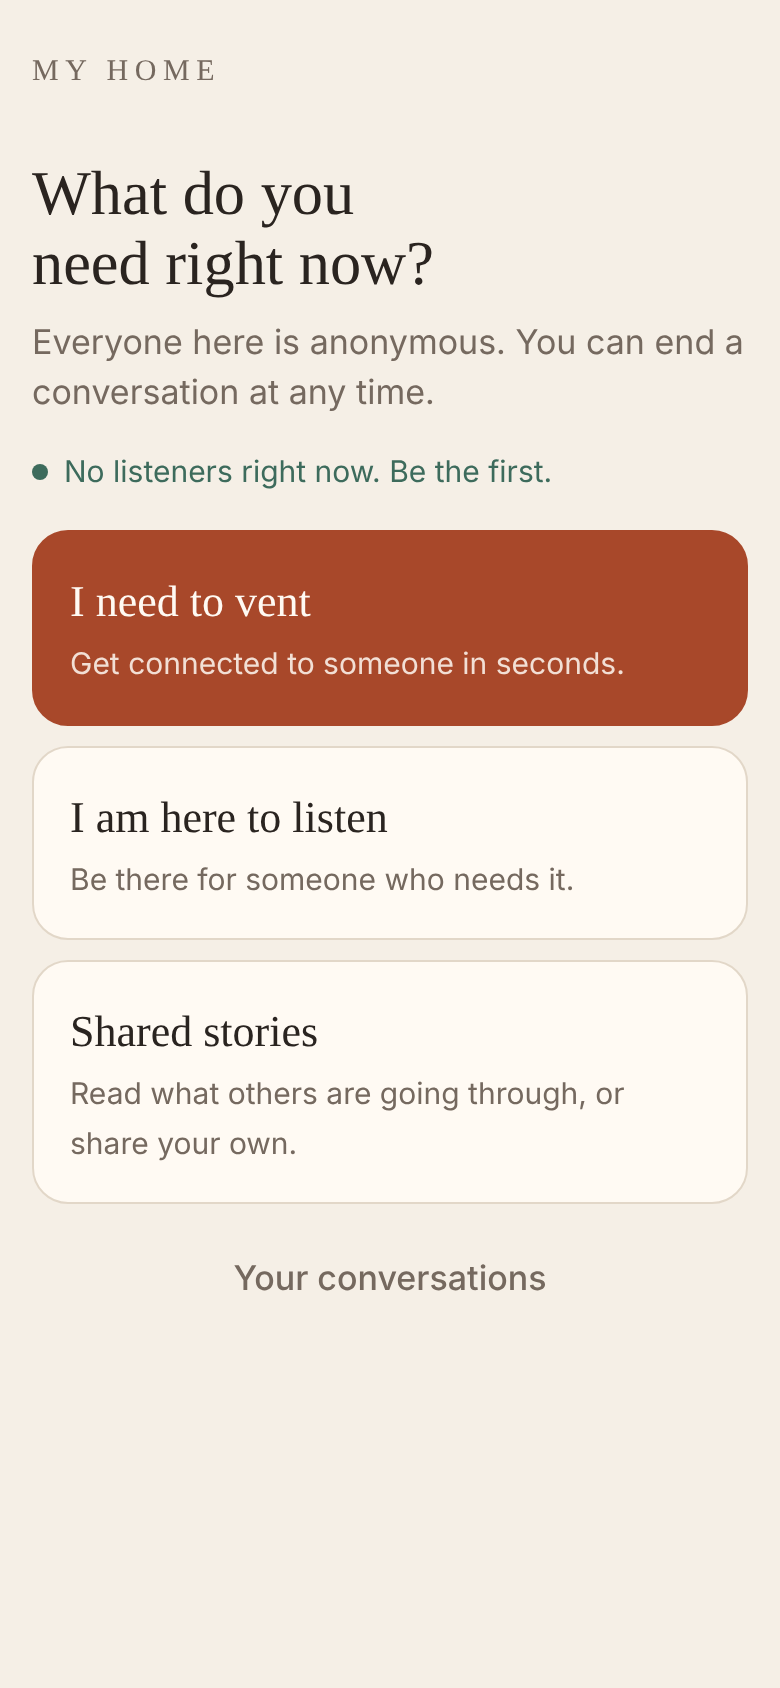 MY HOME
What do you
need right now?
Everyone here is anonymous. You can end a
conversation at any time.
No listeners right now. Be the first.
I need to vent
Get connected to someone in seconds.
I am here to listen
Be there for someone who needs it.
Shared stories
Read what others are going through, or
share your own.
Your conversations